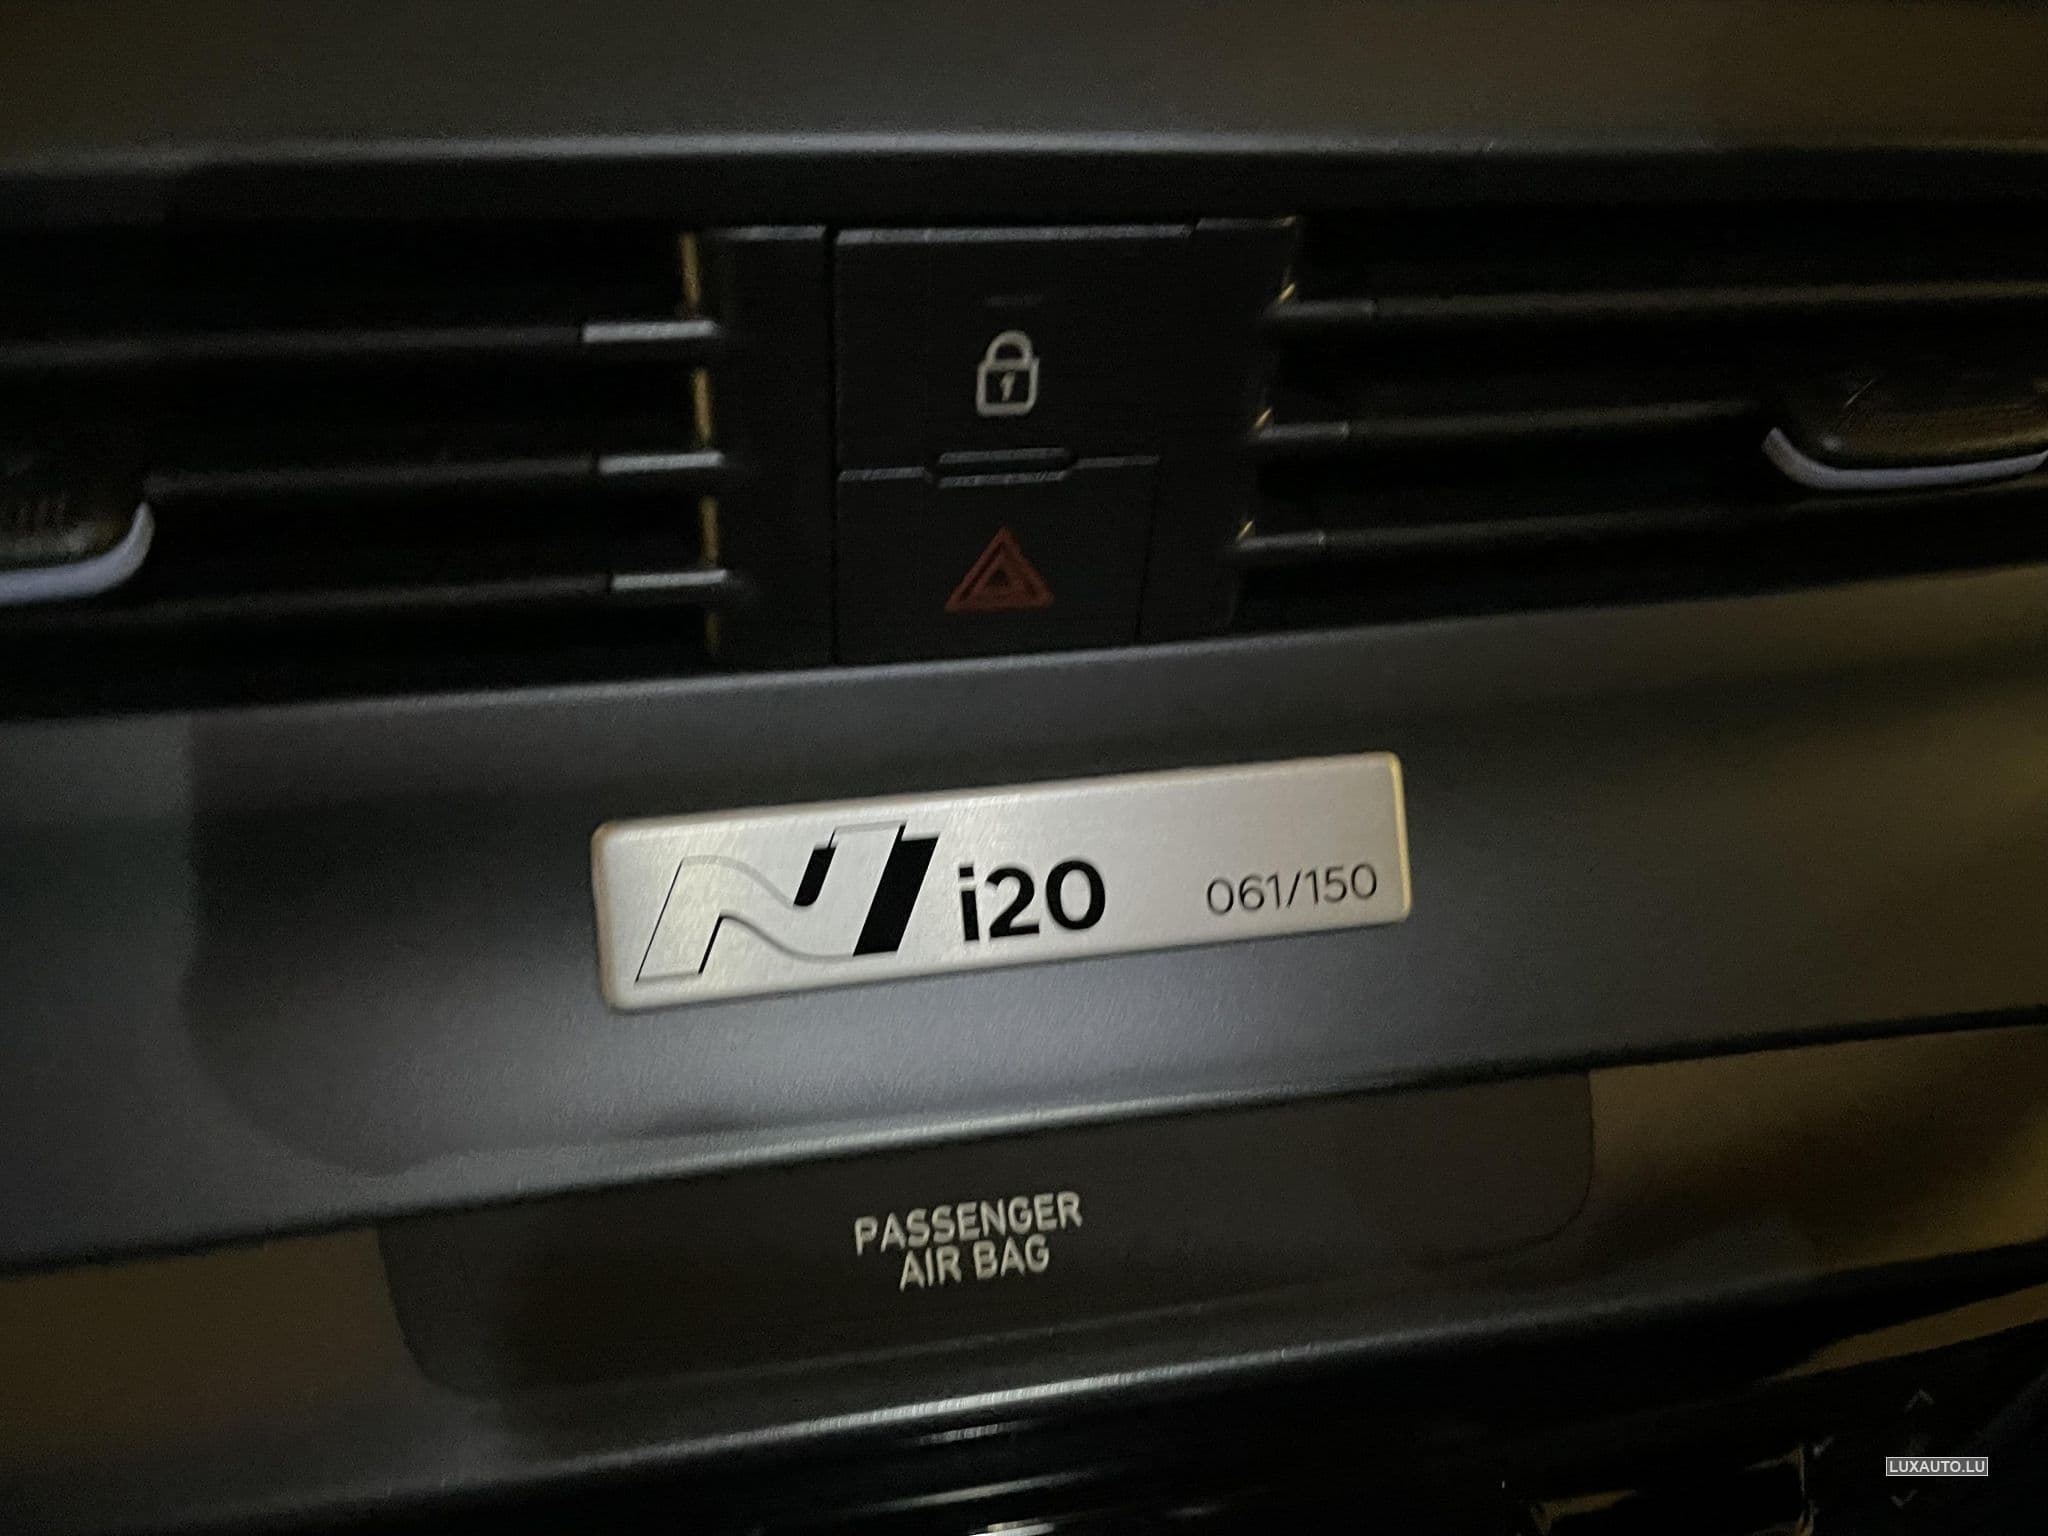 N i20 061/150
PASSENGER
AIR BAG
LUXAUTO.LU